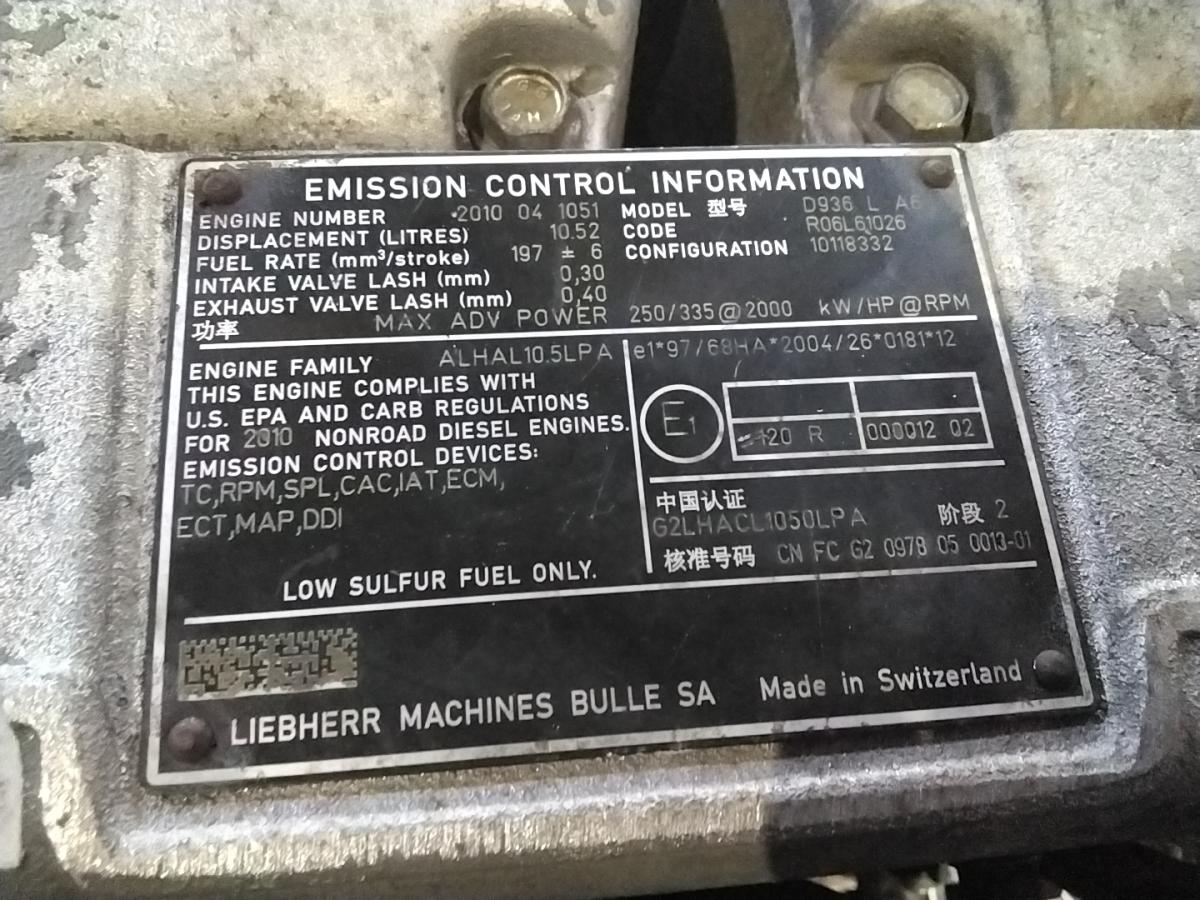 EMISSION CONTROL INFORMATION
ENGINE NUMBER 2010 04 1051 MODEL 型号 D936 L A6
DISPLACEMENT (LITRES) 10.52 CODE R06L61026
FUEL RATE (mm³/stroke) 197 ± 6 CONFIGURATION 10118332
INTAKE VALVE LASH (mm) 0,30
EXHAUST VALVE LASH (mm) 0,40
功率 MAX ADV POWER 250/335@2000 kW/HP@RPM
ENGINE FAMILY ALHAL10.5LPA
THIS ENGINE COMPLIES WITH
U.S. EPA AND CARB REGULATIONS
FOR 2010 NONROAD DIESEL ENGINES.
EMISSION CONTROL DEVICES:
TC,RPM,SPL,CAC,IAT,ECM,
ECT,MAP,DDI
LOW SULFUR FUEL ONLY.
e1*97/68HA*2004/26*0181*12
E1
120 R 000012 02
中国认证
G2LHACL1050LPA 阶段 2
核准号码 CN FC G2 0978 05 0013-01
LIEBHERR MACHINES BULLE SA Made in Switzerland